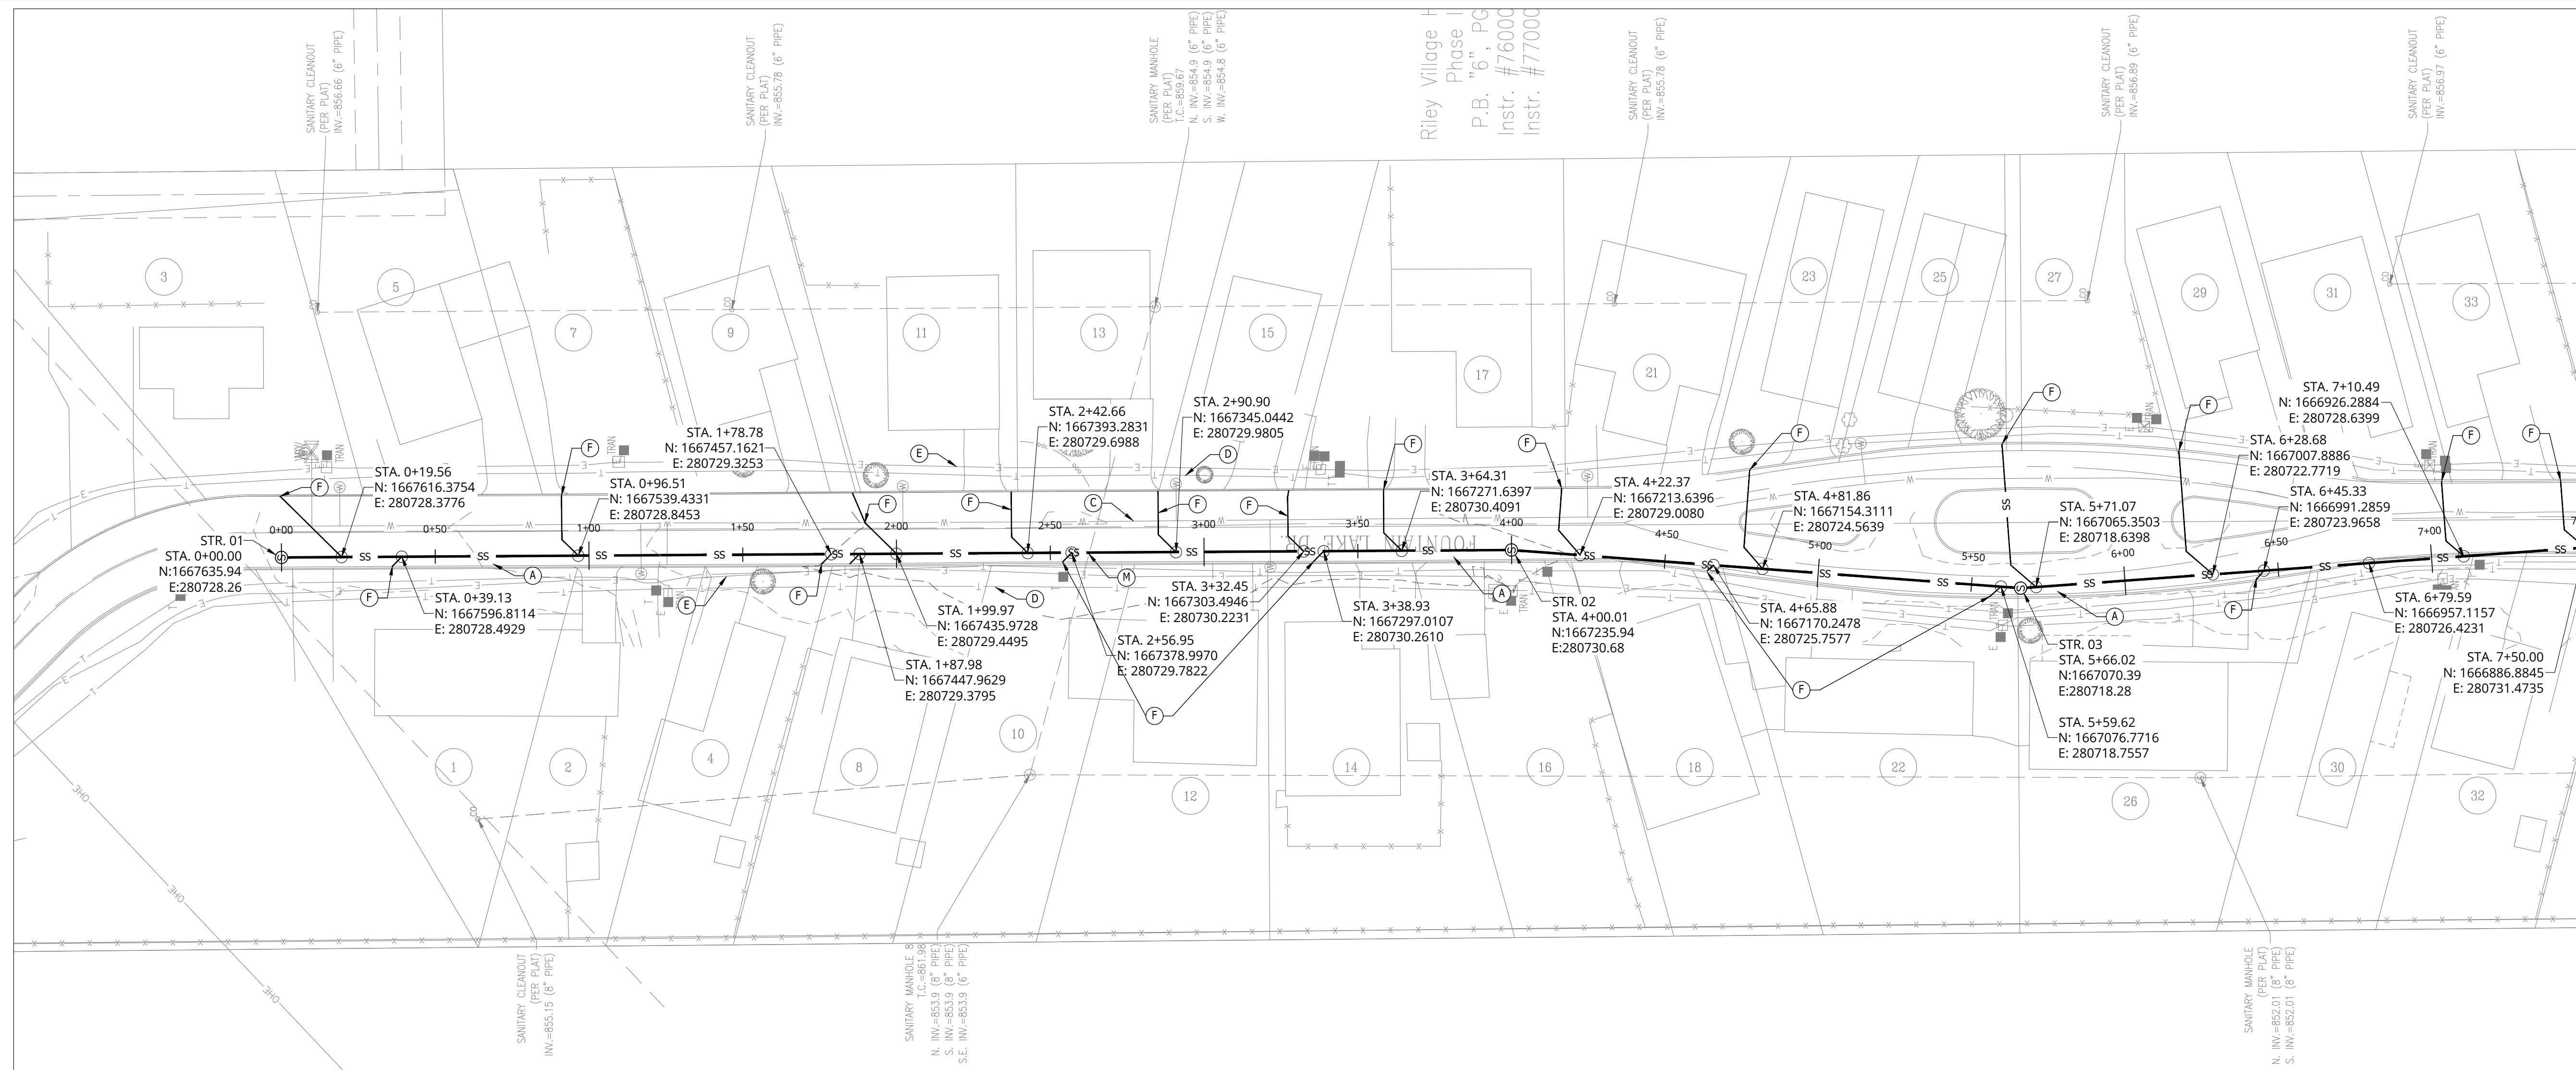 SANITARY CLEANOUT
(PER PLAT)
INV.=856.66 (6" PIPE)
SANITARY CLEANOUT
(PER PLAT)
INV.=855.78 (6" PIPE)
SANITARY MANHOLE
(PER PLAT)
T.C.=859.67
N. INV.=854.9 (6" PIPE)
S. INV.=854.9 (6" PIPE)
W. INV.=854.8 (6" PIPE)
Riley Village
Phase I
P.B. "6", PG
Instr. #76000
Instr. #77000
SANITARY CLEANOUT
(PER PLAT)
INV.=855.78 (6" PIPE)
SANITARY CLEANOUT
(PER PLAT)
INV.=856.89 (6" PIPE)
SANITARY CLEANOUT
(PER PLAT)
INV.=856.97 (6" PIPE)
3
5
7
9
11
13
15
17
21
23
25
27
29
31
33
STR. 01
STA. 0+00.00
N:1667635.94
E:280728.26
STA. 0+19.56
N: 1667616.3754
E: 280728.3776
STA. 0+39.13
N: 1667596.8114
E: 280728.4929
STA. 0+96.51
N: 1667539.4331
E: 280728.8453
STA. 1+78.78
N: 1667457.1621
E: 280729.3253
STA. 1+87.98
N: 1667447.9629
E: 280729.3795
STA. 1+99.97
N: 1667435.9728
E: 280729.4495
STA. 2+42.66
N: 1667393.2831
E: 280729.6988
STA. 2+56.95
N: 1667378.9970
E: 280729.7822
STA. 2+90.90
N: 1667345.0442
E: 280729.9805
STA. 3+32.45
N: 1667303.4946
E: 280730.2231
STA. 3+38.93
N: 1667297.0107
E: 280730.2610
STA. 3+64.31
N: 1667271.6397
E: 280730.4091
STR. 02
STA. 4+00.01
N:1667235.94
E:280730.68
STA. 4+22.37
N: 1667213.6396
E: 280729.0080
STA. 4+65.88
N: 1667170.2478
E: 280725.7577
STA. 4+81.86
N: 1667154.3111
E: 280724.5639
STA. 5+59.62
N: 1667076.7716
E: 280718.7557
STR. 03
STA. 5+66.02
N:1667070.39
E:280718.28
STA. 5+71.07
N: 1667065.3503
E: 280718.6398
STA. 6+28.68
N: 1667007.8886
E: 280722.7719
STA. 6+45.33
N: 1666991.2859
E: 280723.9658
STA. 6+79.59
N: 1666957.1157
E: 280726.4231
STA. 7+10.49
N: 1666926.2884
E: 280728.6399
STA. 7+50.00
N: 1666886.8845
E: 280731.4735
0+00
0+50
1+00
1+50
2+00
2+50
3+00
3+50
4+00
4+50
5+00
5+50
6+00
6+50
7+00
FOUNTAIN
LAKE DR.
A
F
E
D
C
M
SS
TRAN
OHE
1
2
4
8
10
12
14
16
18
22
26
30
32
SANITARY CLEANOUT
(PER PLAT)
INV.=855.15 (8" PIPE)
SANITARY MANHOLE 8
T.C.=861.98
N. INV.=853.9 (8" PIPE)
S. INV.=853.9 (8" PIPE)
S.E. INV.=853.9 (6" PIPE)
SANITARY MANHOLE
(PER PLAT)
N. INV.=852.01 (8" PIPE)
S. INV.=852.01 (8" PIPE)